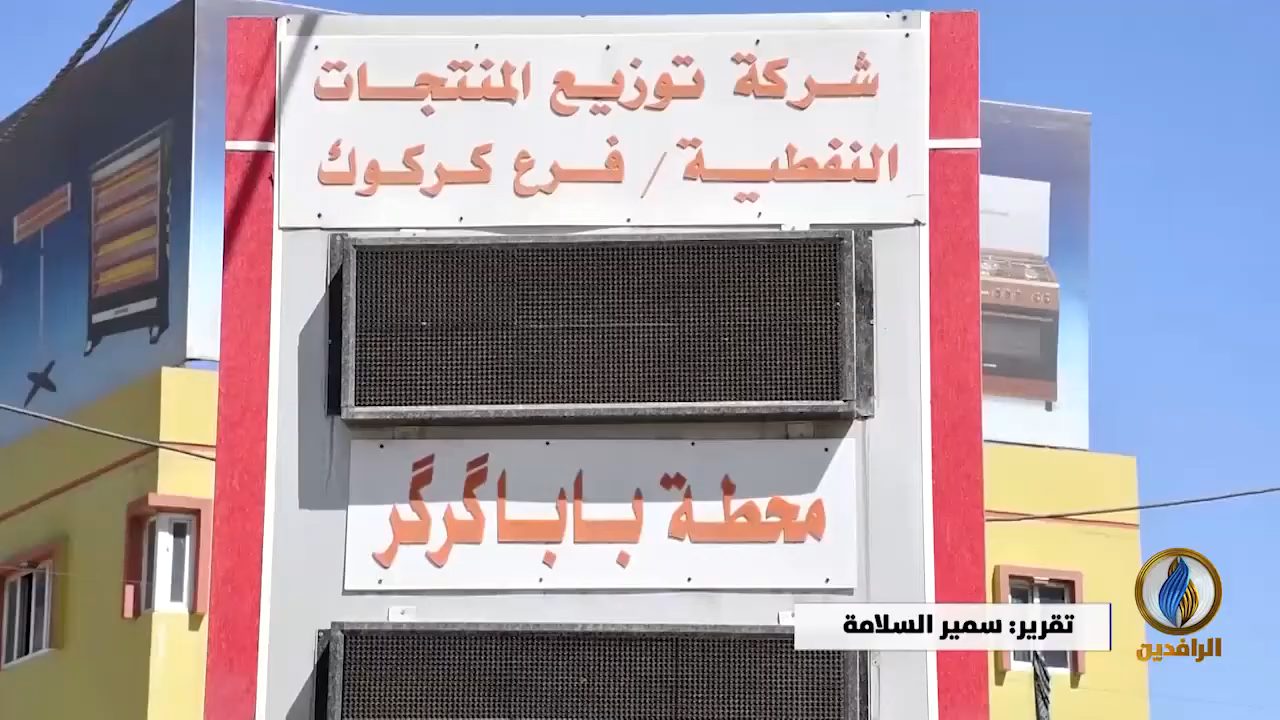 شركة توزيع المنتجات
النفطية / فرع كركوك
محطة باباگرگر
تقرير: سمير السلامة
الرافدين